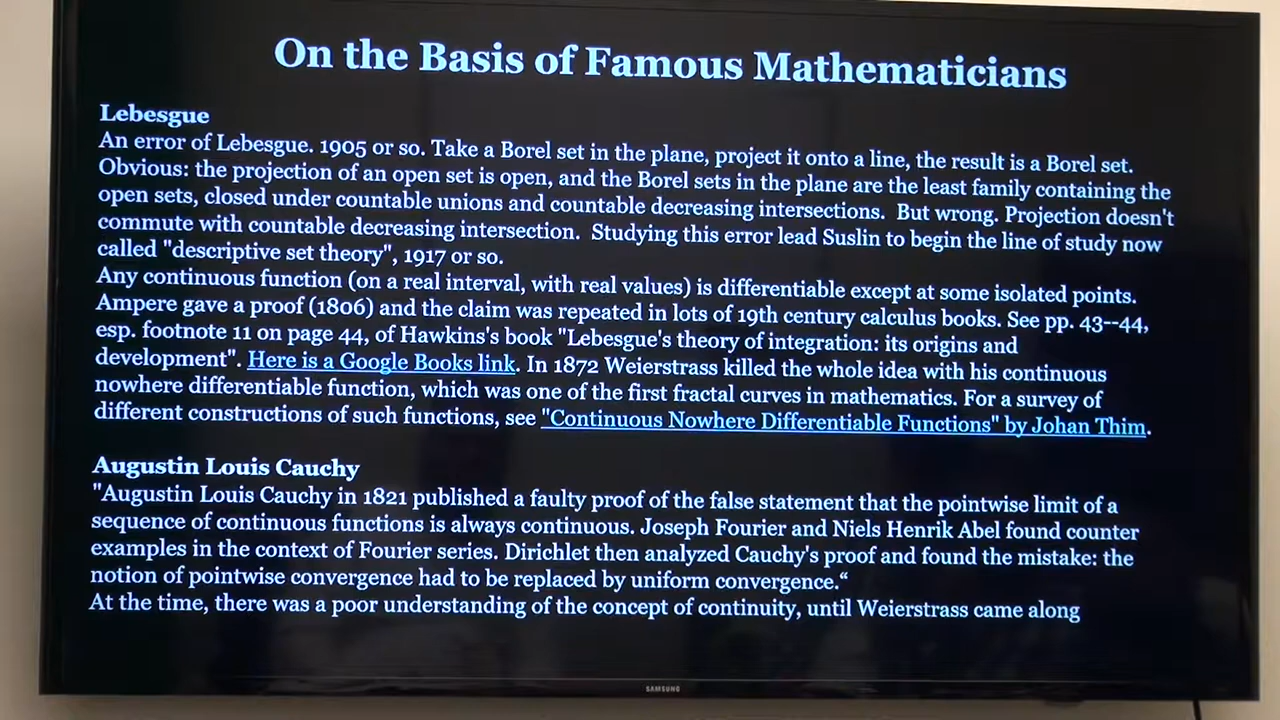 On the Basis of Famous Mathematicians
Lebesgue
An error of Lebesgue. 1905 or so. Take a Borel set in the plane, project it onto a line, the result is a Borel set.
Obvious: the projection of an open set is open, and the Borel sets in the plane are the least family containing the
open sets, closed under countable unions and countable decreasing intersections.  But wrong. Projection doesn't
commute with countable decreasing intersection.  Studying this error lead Suslin to begin the line of study now
called "descriptive set theory", 1917 or so.
Any continuous function (on a real interval, with real values) is differentiable except at some isolated points.
Ampere gave a proof (1806) and the claim was repeated in lots of 19th century calculus books. See pp. 43--44,
esp. footnote 11 on page 44, of Hawkins's book "Lebesgue's theory of integration: its origins and
development". Here is a Google Books link. In 1872 Weierstrass killed the whole idea with his continuous
nowhere differentiable function, which was one of the first fractal curves in mathematics. For a survey of
different constructions of such functions, see "Continuous Nowhere Differentiable Functions" by Johan Thim.
Augustin Louis Cauchy
"Augustin Louis Cauchy in 1821 published a faulty proof of the false statement that the pointwise limit of a
sequence of continuous functions is always continuous. Joseph Fourier and Niels Henrik Abel found counter
examples in the context of Fourier series. Dirichlet then analyzed Cauchy's proof and found the mistake: the
notion of pointwise convergence had to be replaced by uniform convergence.“
At the time, there was a poor understanding of the concept of continuity, until Weierstrass came along
SAMSUNG